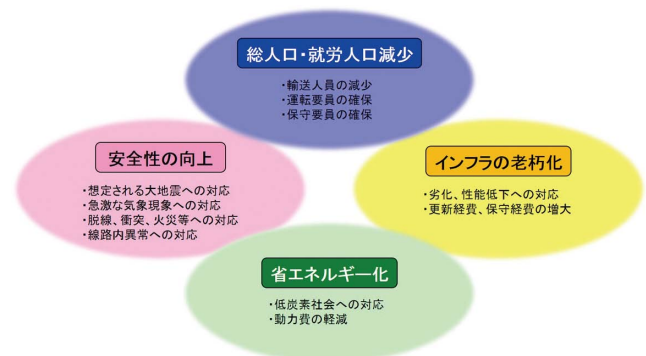 総人口・就労人口減少
・輸送人員の減少
・運転要員の確保
・保守要員の確保
安全性の向上
・想定される大地震への対応
・急激な気象現象への対応
・脱線、衝突、火災等への対応
・線路内異常への対応
インフラの老朽化
・劣化、性能低下への対応
・更新経費、保守経費の増大
省エネルギー化
・低炭素社会への対応
・動力費の軽減